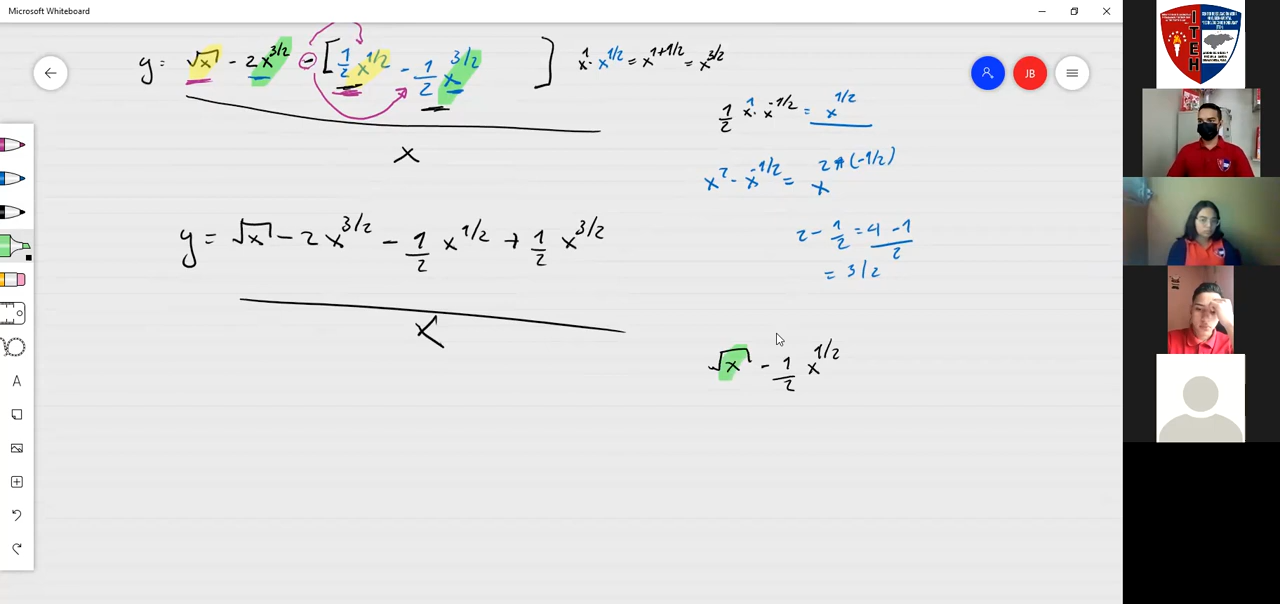 Microsoft Whiteboard
y = √x - 2x^3/2 - [1/2 x^1/2 - 1/2 x^3/2]
x
x^1 · x^1/2 = x^1+1/2 = x^3/2
1/2 x^1 · x^-1/2 = x^1/2
x^2 - x^-1/2 = x^2+(-1/2)
y = √x - 2x^3/2 - 1/2 x^1/2 + 1/2 x^3/2
x
2 - 1/2 = 4-1/2
= 3/2
√x - 1/2 x^1/2
JB
A
ITEH